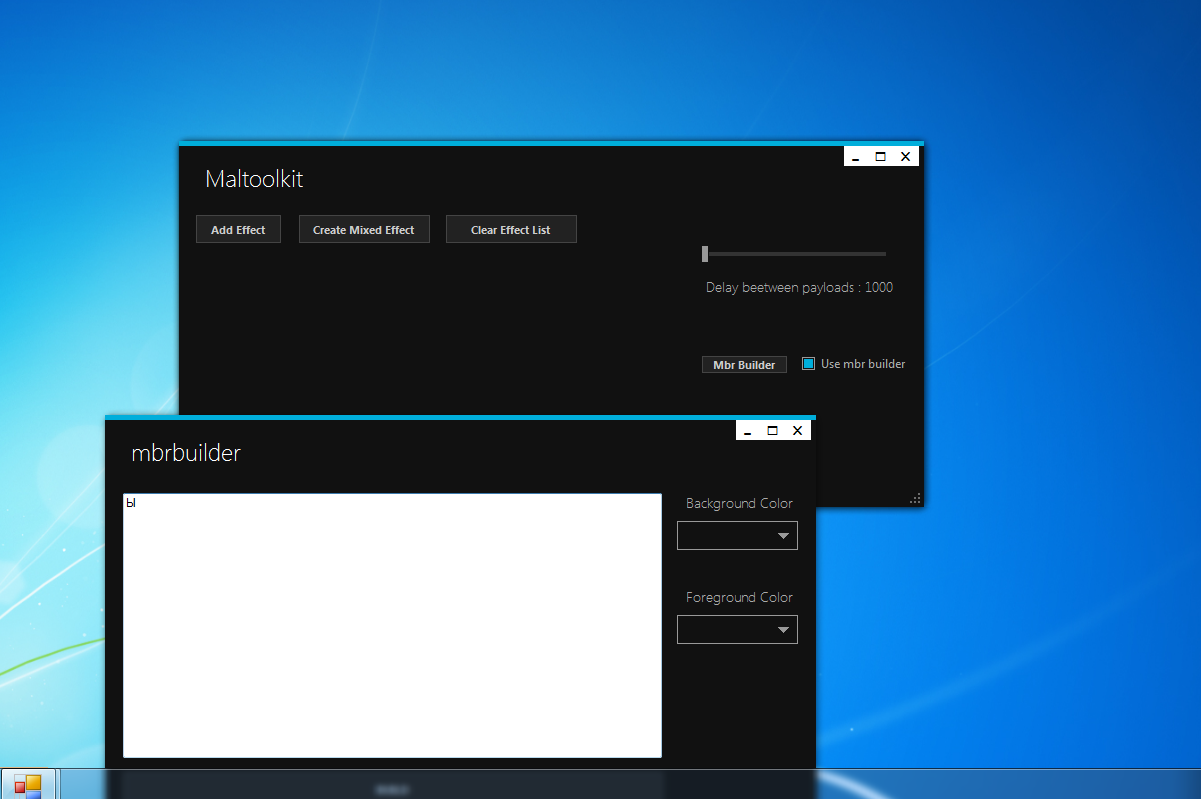 Maltoolkit
Add Effect
Create Mixed Effect
Clear Effect List
Delay beetween payloads : 1000
Mbr Builder
Use mbr builder
mbrbuilder
Ы
Background Color
Foreground Color